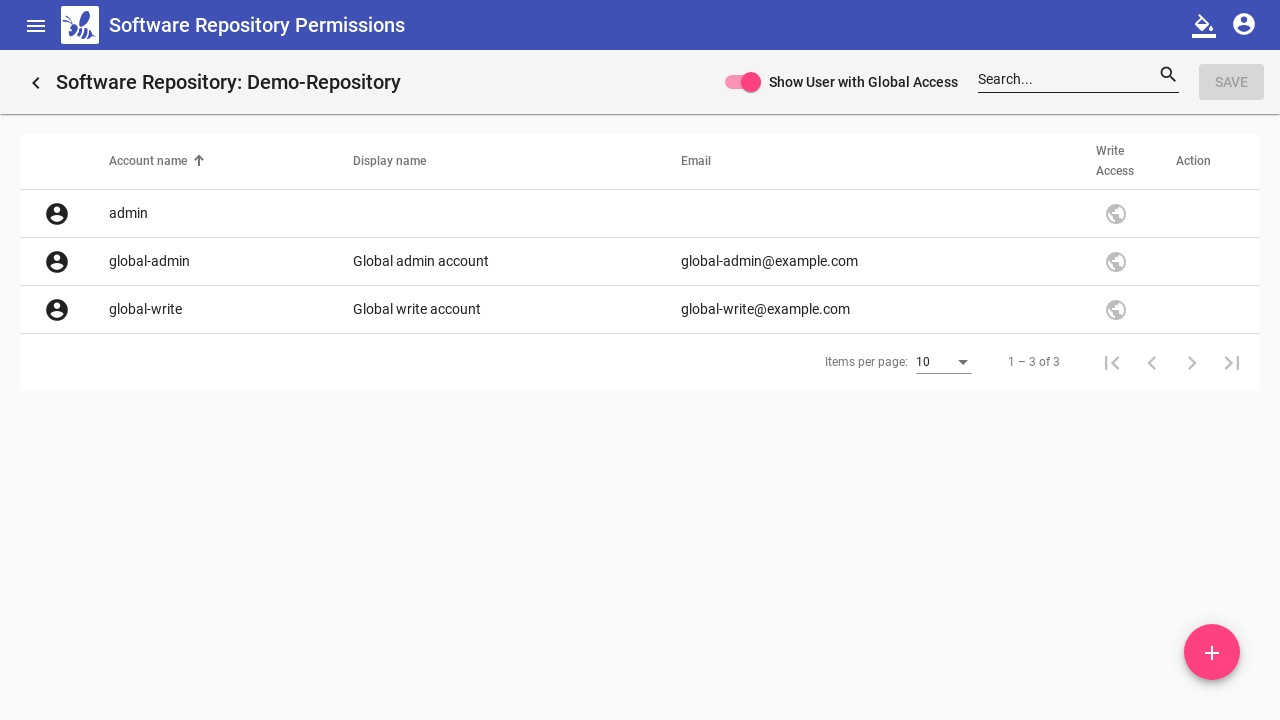 Software Repository Permissions
Software Repository: Demo-Repository
Show User with Global Access
Search...
SAVE
Account name
Display name
Email
Write
Access
Action
admin
global-admin
Global admin account
global-admin@example.com
global-write
Global write account
global-write@example.com
Items per page:
10
1 – 3 of 3